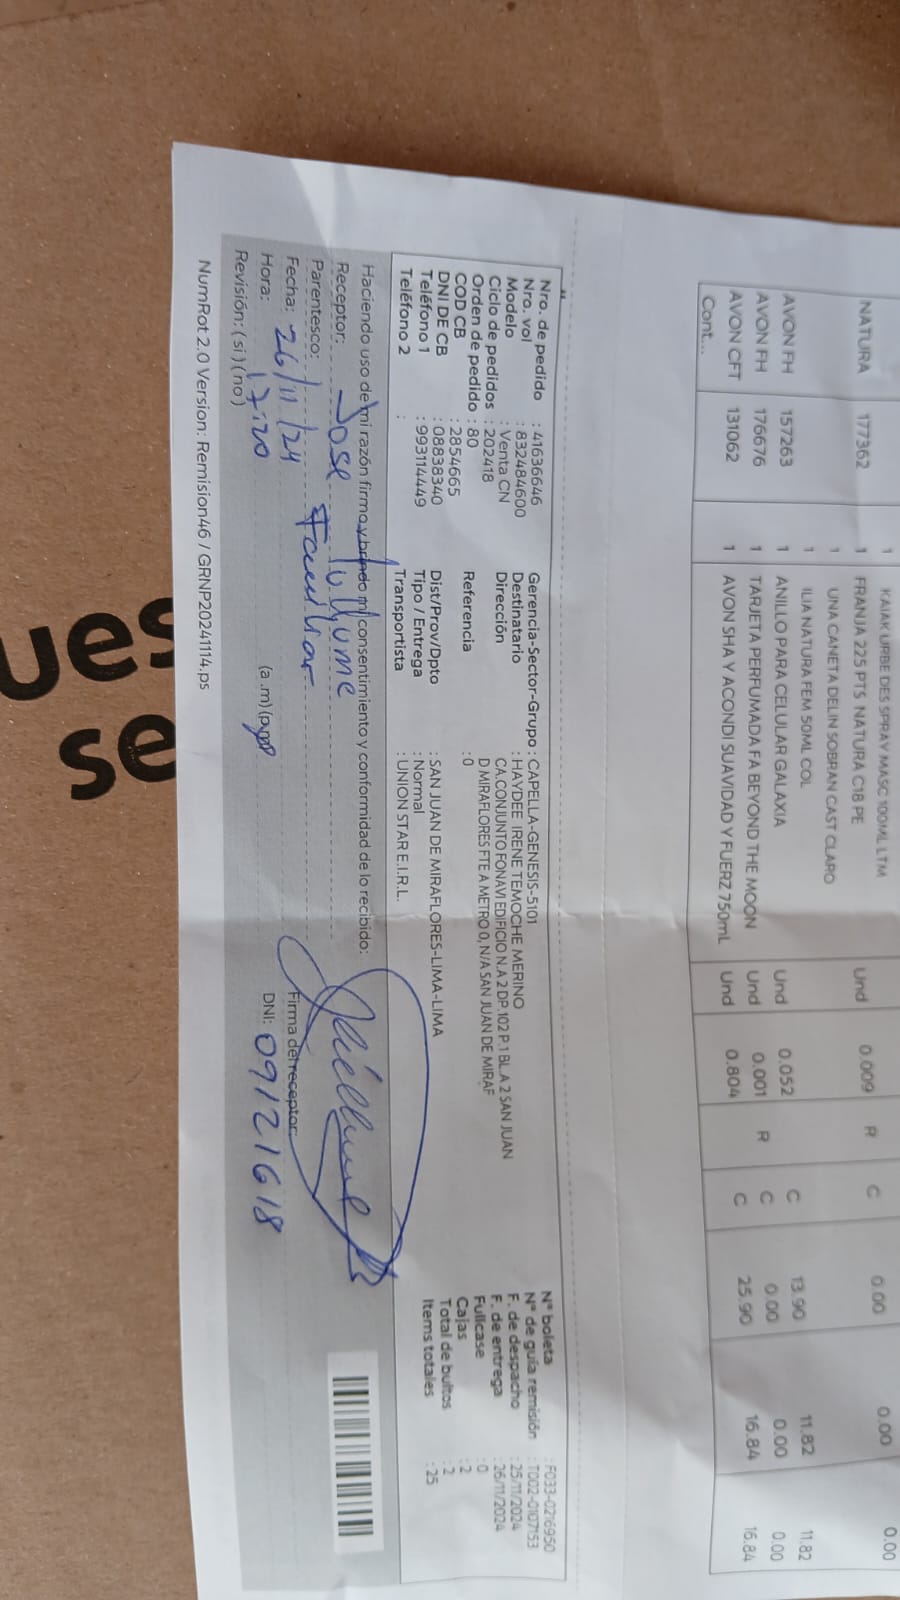 1 KAIAK URBE DES SPRAY MASC 100ML LTM
NATURA 177362 1 FRANJA 225 PTS NATURA C18 PE Und 0.009 R C 0.00 0.00 0.00
1 UNA CANETA DELIN SOBRAN CAST CLARO
1 ILIA NATURA FEM 50ML COL
AVON FH 157263 1 ANILLO PARA CELULAR GALAXIA Und 0.052 C 13.90 11.82 11.82
AVON FH 176676 1 TARJETA PERFUMADA FA BEYOND THE MOON Und 0.001 R C 0.00 0.00 0.00
AVON CFT 131062 1 AVON SHA Y ACONDI SUAVIDAD Y FUERZ 750mL Und 0.804 C 25.90 16.84 16.84
Cont...
Nro. de pedido : 41636646 Gerencia-Sector-Grupo : CAPELLA-GENESIS-5101 N° boleta : F033-0216950
Nro. vol : 832484600 Destinatario : HAYDEE IRENE TEMOCHE MERINO N° de guía remisión : T002-0107153
Modelo : Venta CN Dirección : CA.CONJUNTO FONAVI EDIFICIO N.A 2 DP.102 P.1 BL.A 2 SAN JUAN F. de despacho : 25/11/2024
Ciclo de pedidos : 202418 D MIRAFLORES FTE A METRO 0, N/A SAN JUAN DE MIRAF F. de entrega : 26/11/2024
Orden de pedido : 80 Referencia : 0 Fullcase : 0
COD CB : 2854665 Cajas : 2
DNI DE CB : 08838340 Dist/Prov/Dpto : SAN JUAN DE MIRAFLORES-LIMA-LIMA Total de bultos : 2
Teléfono 1 : 993114449 Tipo / Entrega : Normal Items totales : 25
Teléfono 2 : Transportista : UNION STAR E.I.R.L.
Haciendo uso de mi razón firmo y brindo mi consentimiento y conformidad de lo recibido:
Receptor: Jose Tullume
Parentesco: Familiar
Fecha: 26/11/24 Firma del receptor:
Hora: 17:20 (a .m) (p.m) DNI: 09121618
Revisión: ( si ) ( no )
NumRot 2.0 Version: Remision46 / GRNP20241114.ps
ues
se